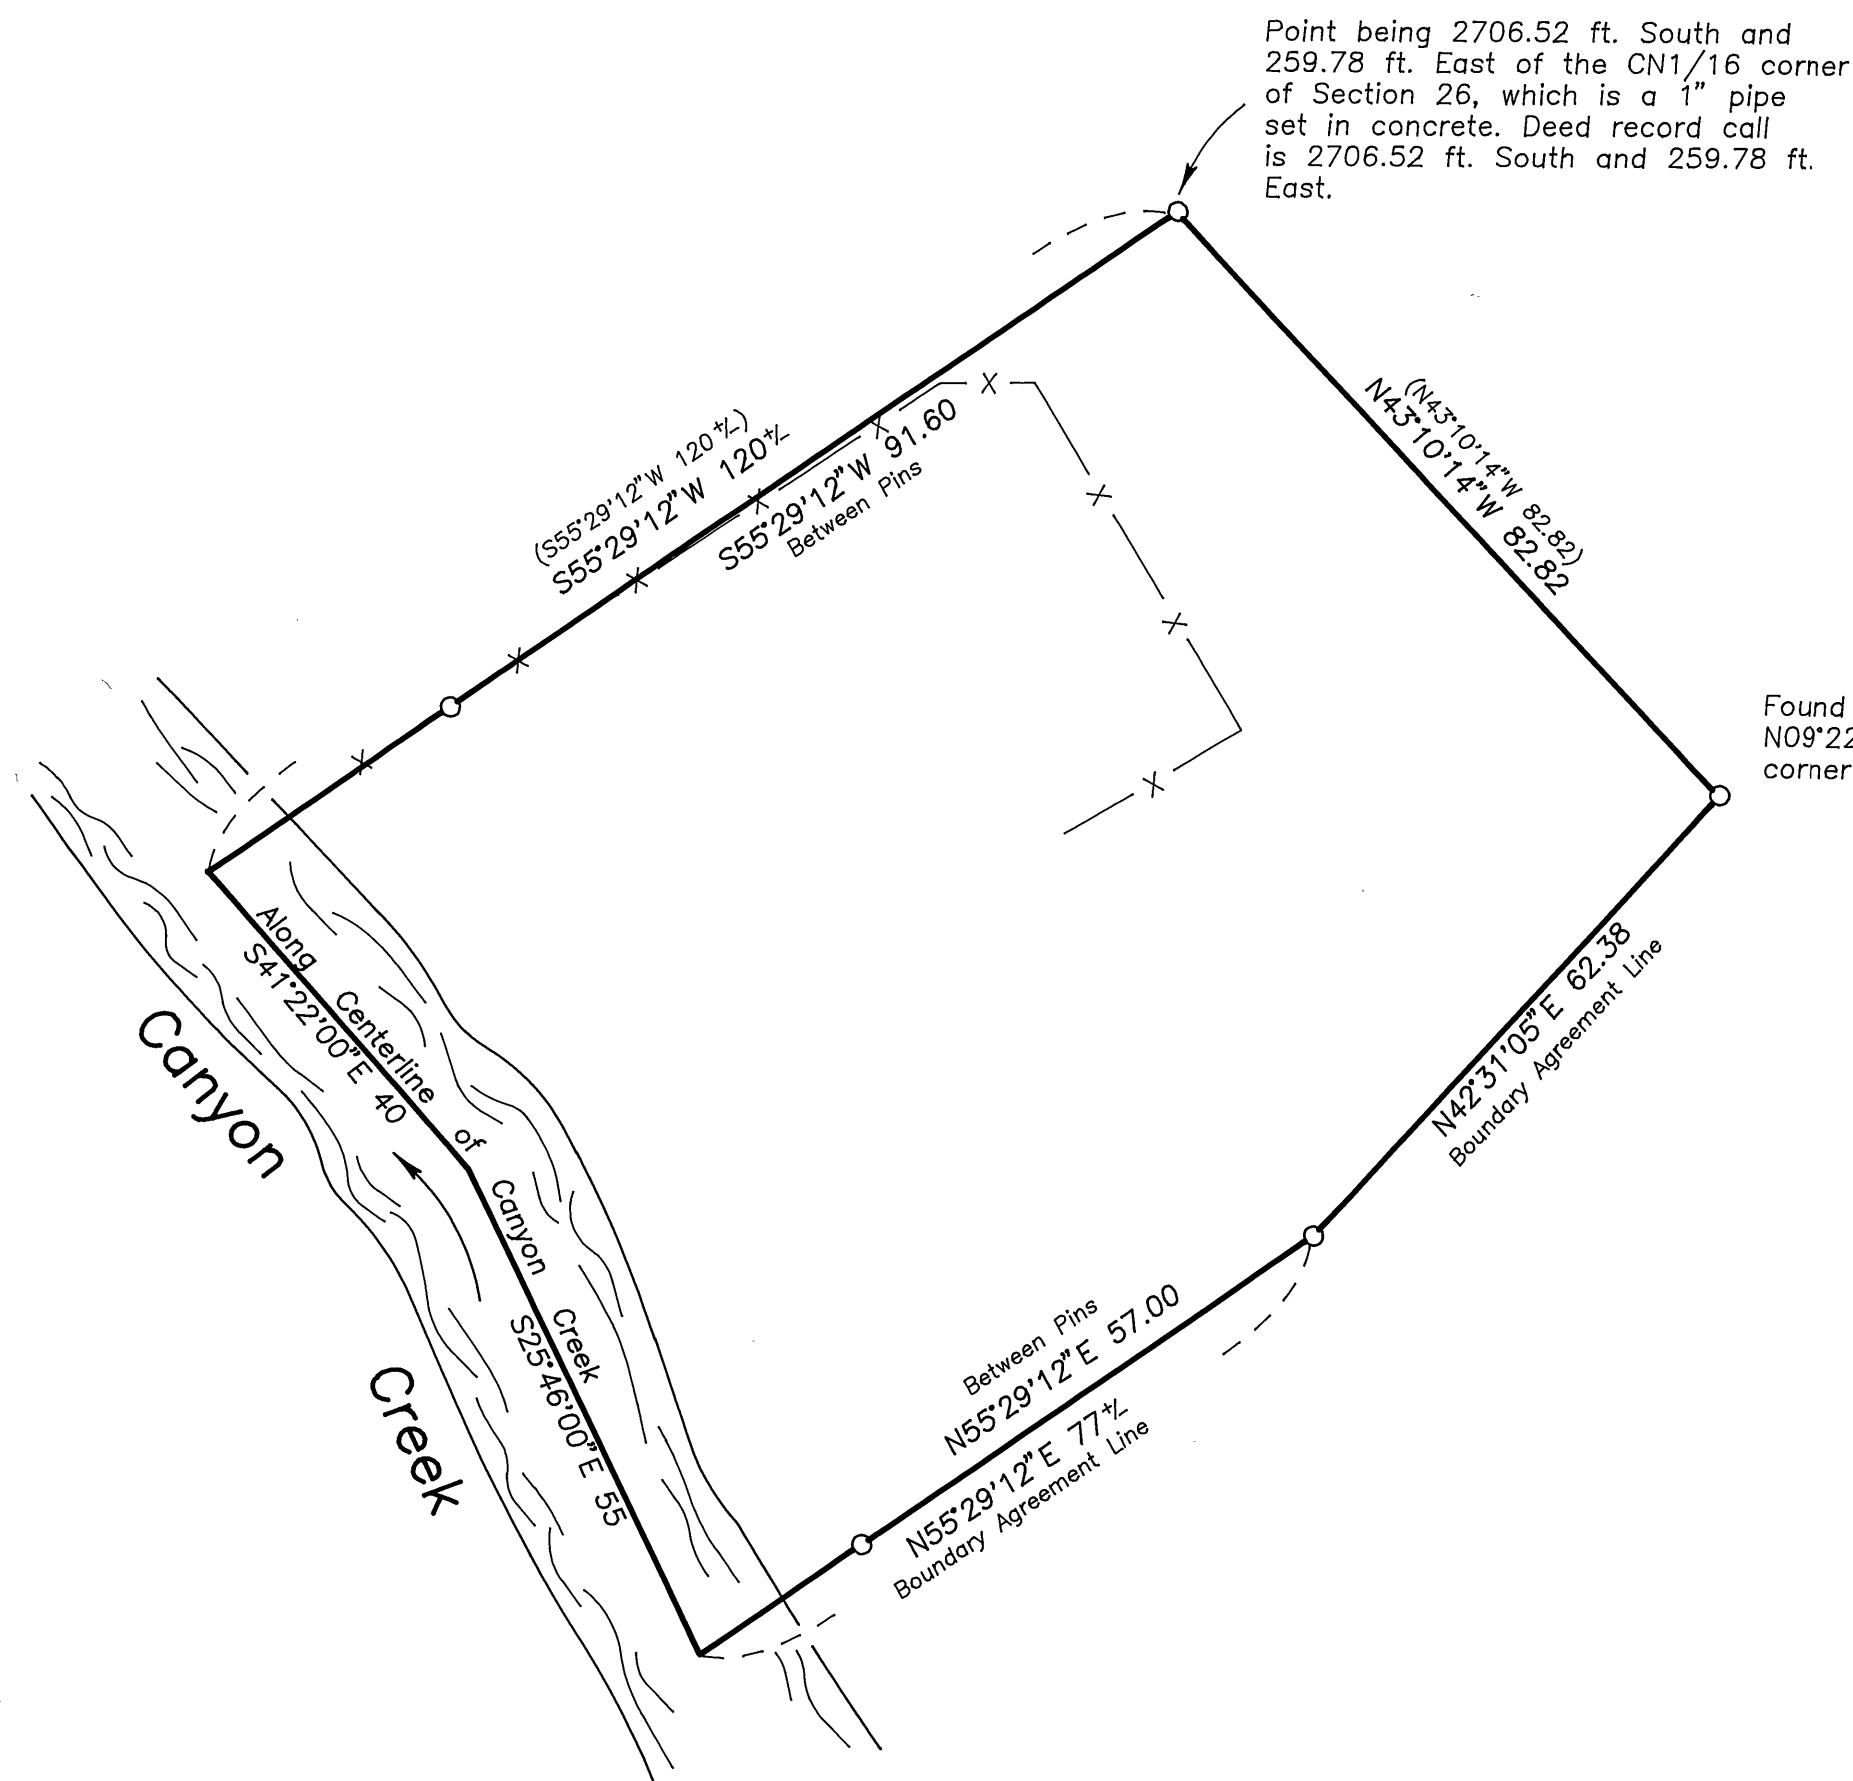 Point being 2706.52 ft. South and
259.78 ft. East of the CN1/16 corner
of Section 26, which is a 1" pipe
set in concrete. Deed record call
is 2706.52 ft. South and 259.78 ft.
East.
(N43°10'14"W 82.82)
N43°10'14"W 82.82
(S55°29'12"W 120+/-)
S55°29'12"W 120+/-
S55°29'12"W 91.60
Between Pins
Found
N09°22
corner
N42°31'05"E 62.38
Boundary Agreement Line
Along Centerline of Canyon Creek
S41°22'00"E 40
S25°46'00"E 55
Canyon
Creek
Between Pins
N55°29'12"E 57.00
N55°29'12"E 77+/-
Boundary Agreement Line